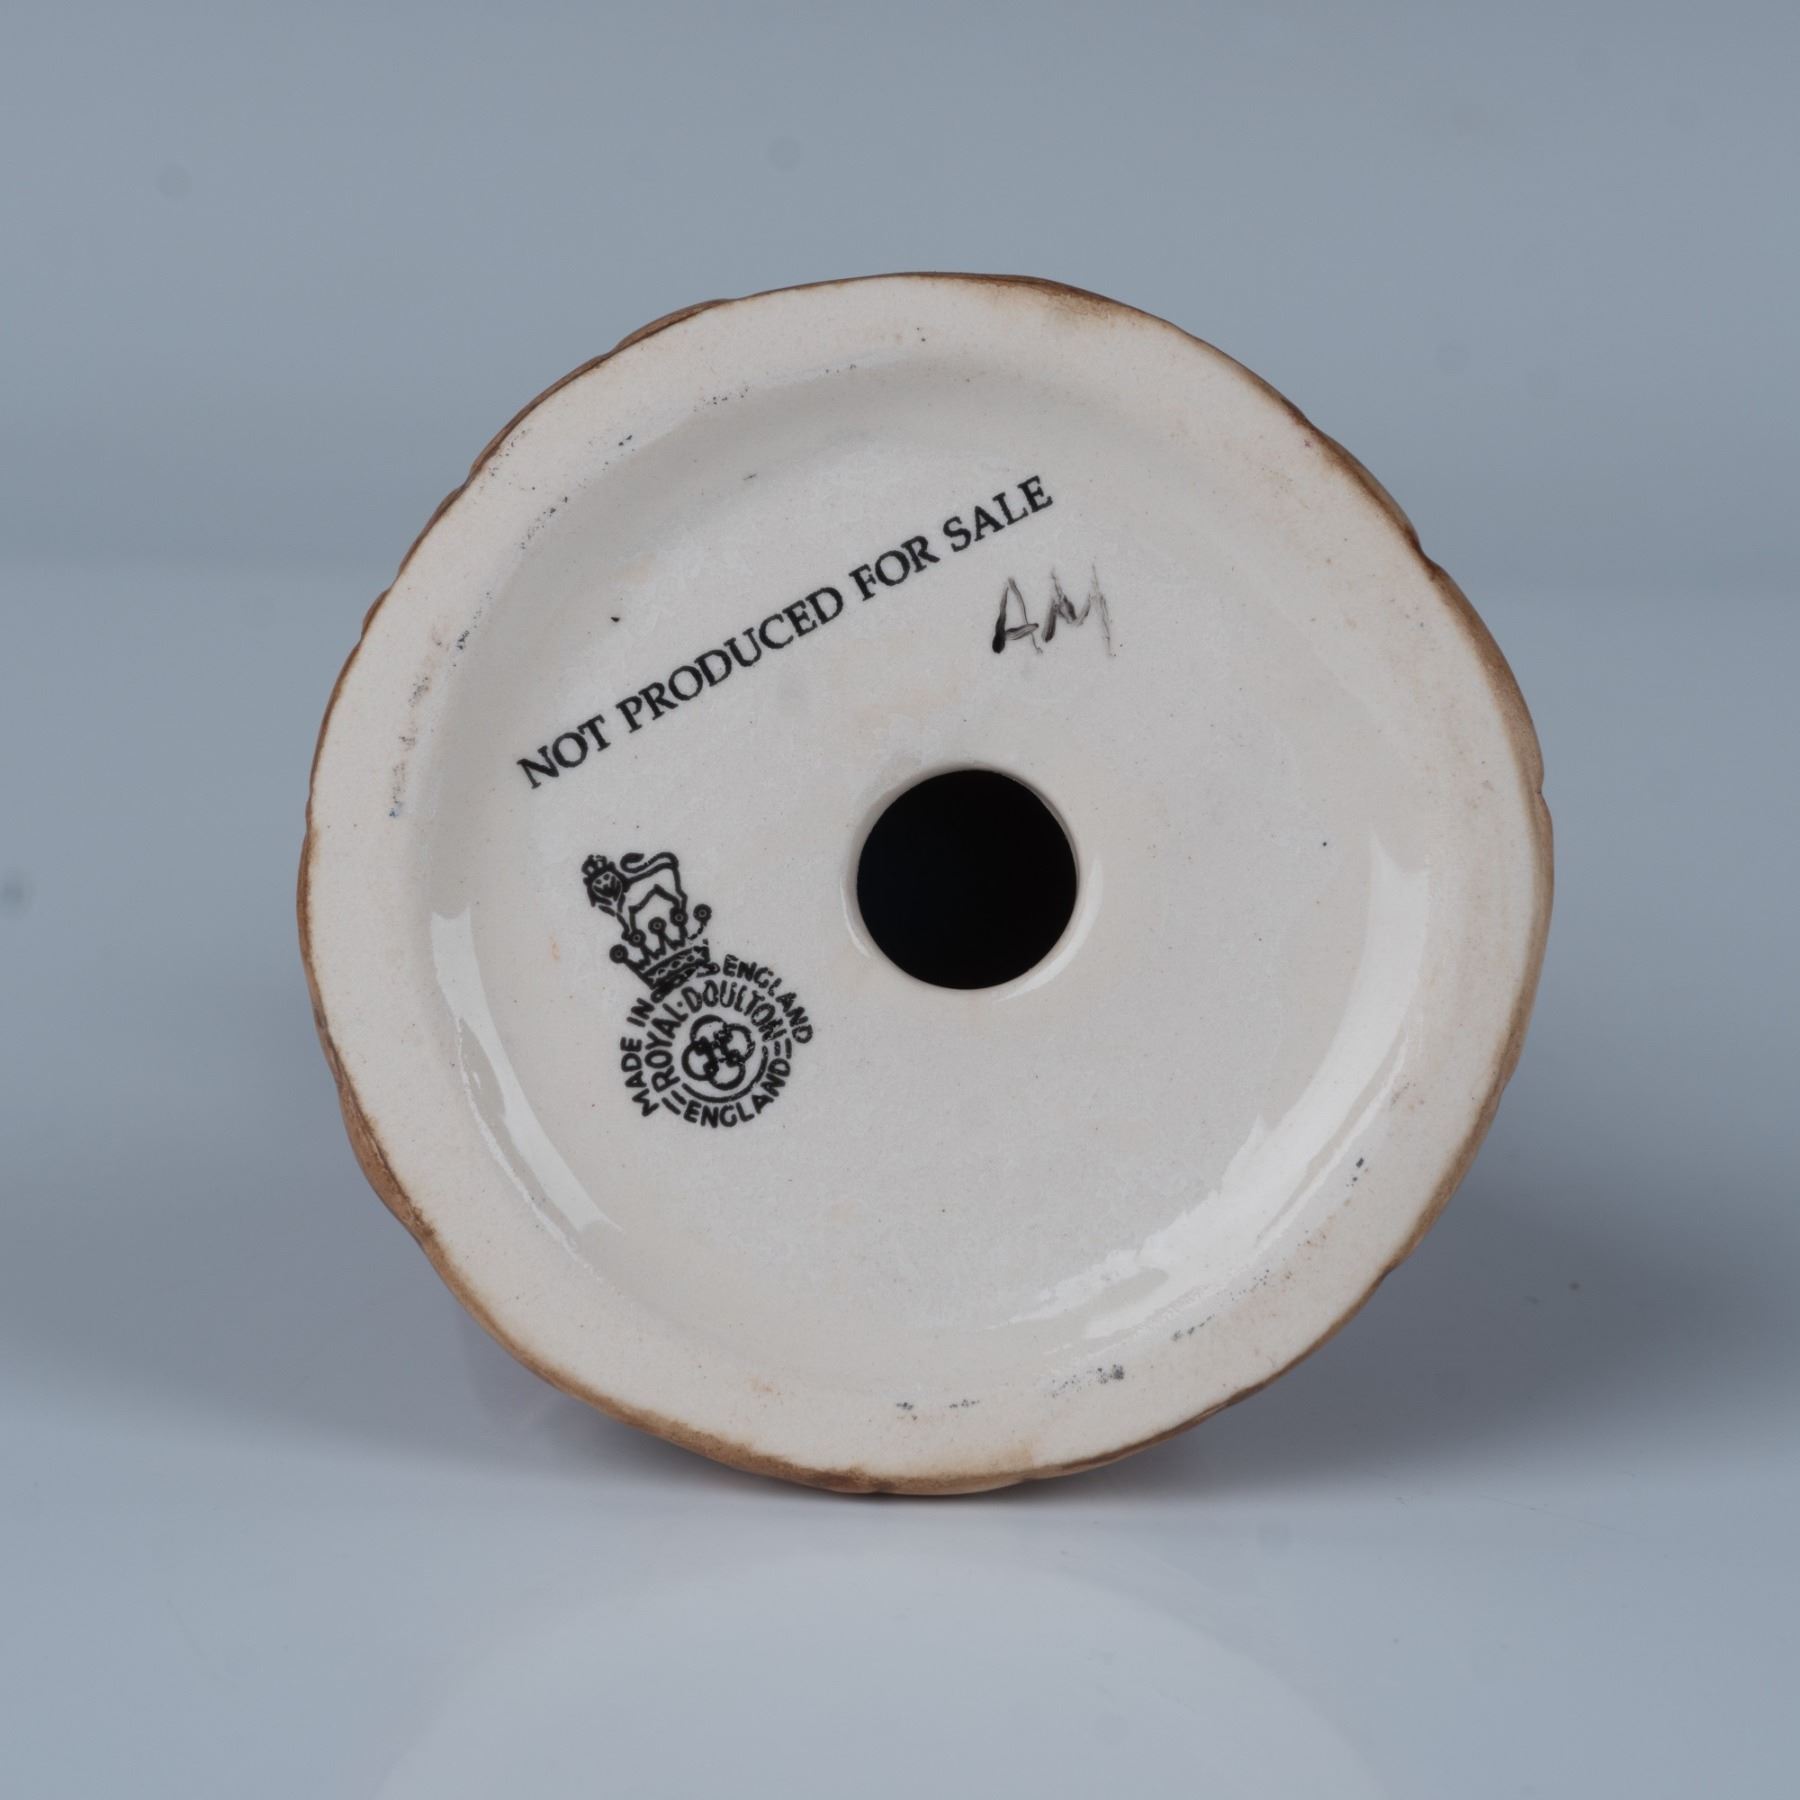 NOT PRODUCED FOR SALE
AM
MADE IN ENGLAND
ROYAL·DOULTON
ENGLAND